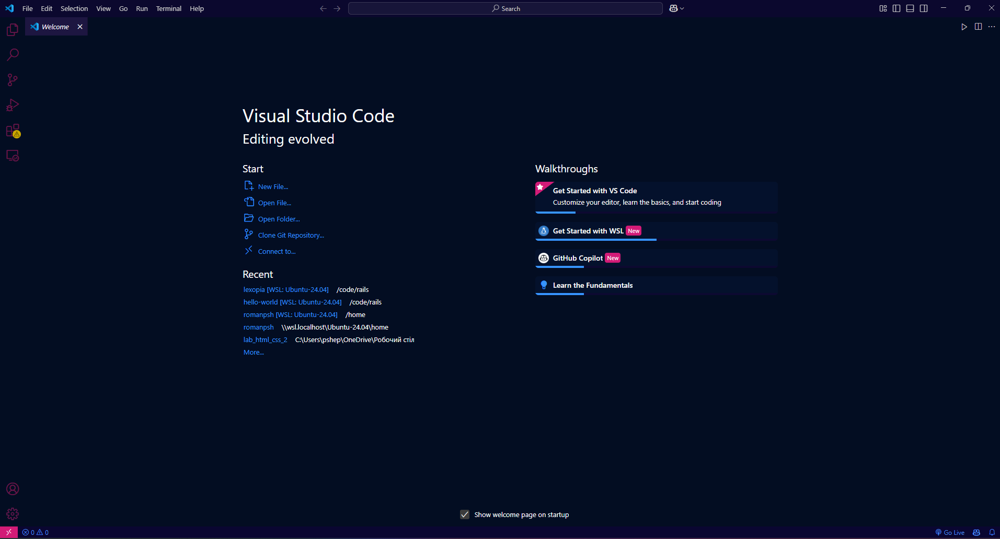 File Edit Selection View Go Run Terminal Help
Search
Welcome
Visual Studio Code
Editing evolved
Start
New File...
Open File...
Open Folder...
Clone Git Repository...
Connect to...
Recent
lexopia [WSL: Ubuntu-24.04] /code/rails
hello-world [WSL: Ubuntu-24.04] /code/rails
romanpsh [WSL: Ubuntu-24.04] /home
romanpsh \\wsl.localhost\Ubuntu-24.04\home
lab_html_css_2 C:\Users\pshep\OneDrive\Робочий стіл
More...
Walkthroughs
Get Started with VS Code
Customize your editor, learn the basics, and start coding
Get Started with WSL New
GitHub Copilot New
Learn the Fundamentals
Show welcome page on startup
0 0
Go Live